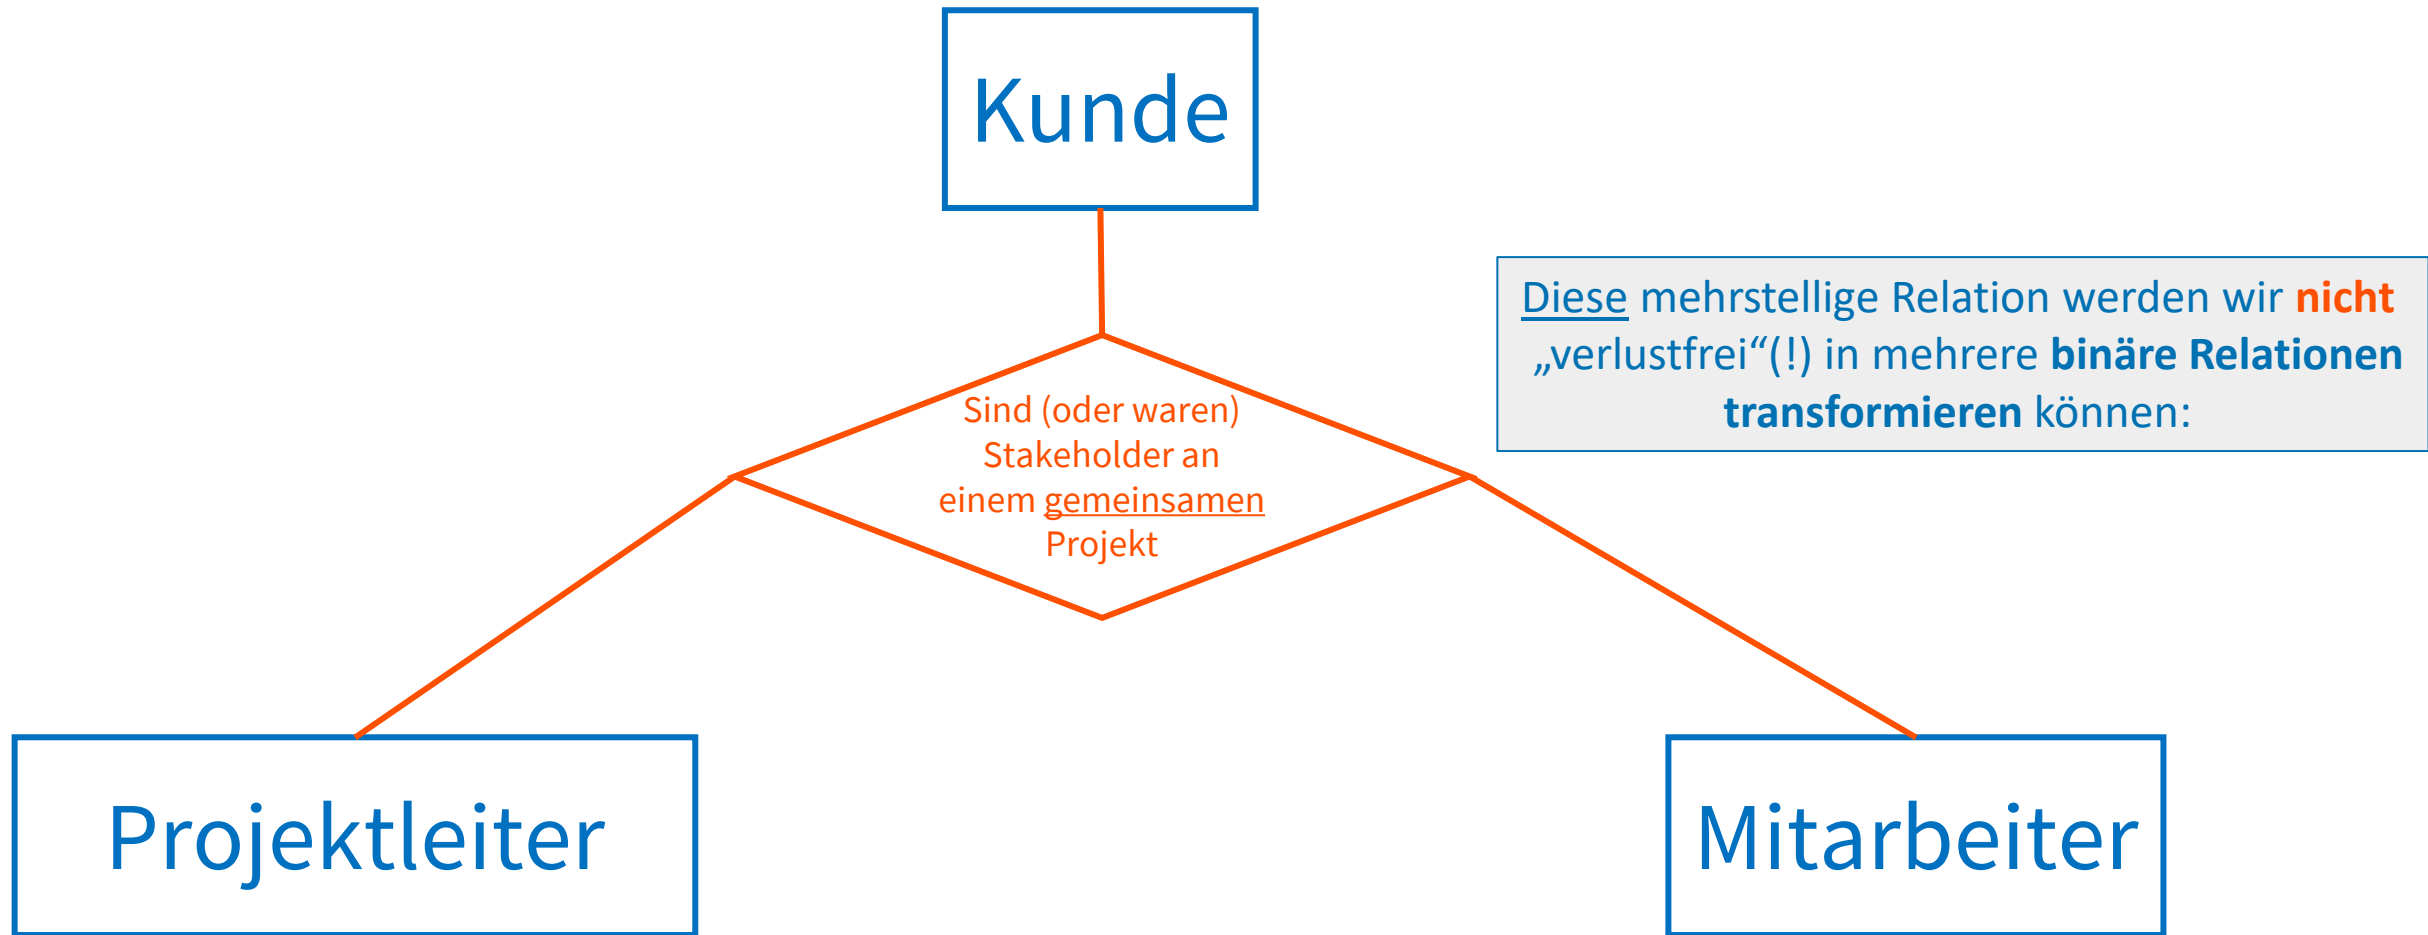 Kunde
Diese mehrstellige Relation werden wir nicht
„verlustfrei“(!) in mehrere binäre Relationen
transformieren können:
Sind (oder waren)
Stakeholder an
einem gemeinsamen
Projekt
Projektleiter
Mitarbeiter